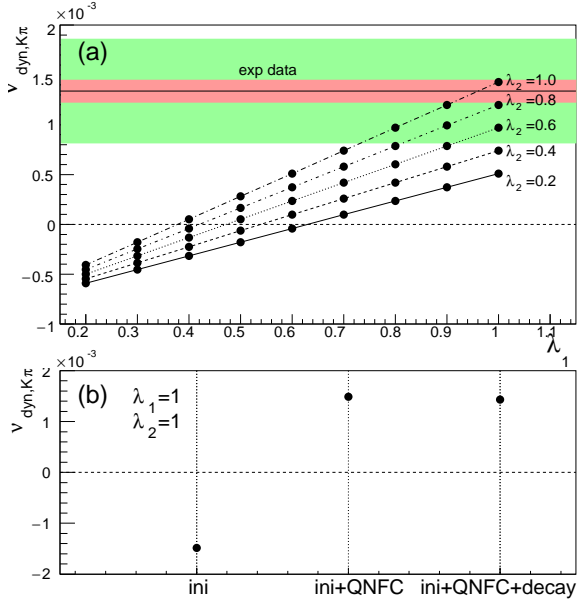 ×10⁻³
ν dyn,Kπ
(a)
exp data
λ₂=1.0
λ₂=0.8
λ₂=0.6
λ₂=0.4
λ₂=0.2
2
1.5
1
0.5
0
−0.5
−1
0.2 0.3 0.4 0.5 0.6 0.7 0.8 0.9 1 1.1
λ₁
×10⁻³
ν dyn,Kπ
(b)
λ₁=1
λ₂=1
2
1
0
−1
−2
ini ini+QNFC ini+QNFC+decay